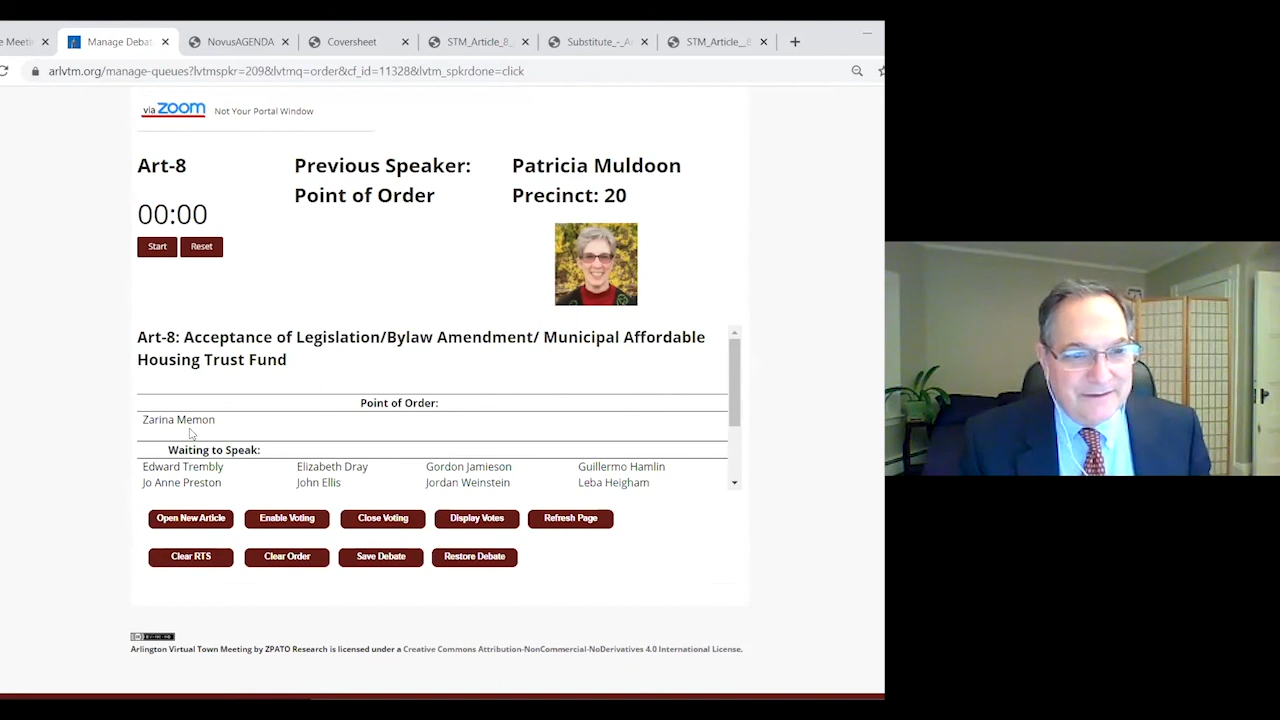 e Meeti
Manage Debat
NovusAGENDA
Coversheet
STM_Article_8_
Substitute_-_Ar
STM_Article__8
arlvtm.org/manage-queues?lvtmspkr=209&lvtmq=order&cf_id=11328&lvtm_spkrdone=click
via zoom Not Your Portal Window
Art-8 Previous Speaker: Patricia Muldoon
Point of Order Precinct: 20
00:00
Start Reset
Art-8: Acceptance of Legislation/Bylaw Amendment/ Municipal Affordable
Housing Trust Fund
Point of Order:
Zarina Memon
Waiting to Speak:
Edward Trembly Elizabeth Dray Gordon Jamieson Guillermo Hamlin
Jo Anne Preston John Ellis Jordan Weinstein Leba Heigham
Open New Article Enable Voting Close Voting Display Votes Refresh Page
Clear RTS Clear Order Save Debate Restore Debate
Arlington Virtual Town Meeting by ZPATO Research is licensed under a Creative Commons Attribution-NonCommercial-NoDerivatives 4.0 International License.